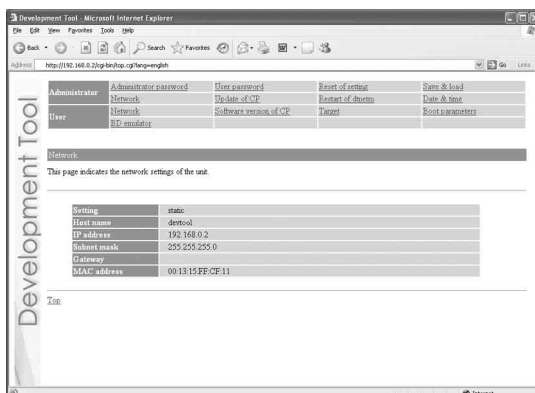 Development Tool - Microsoft Internet Explorer
File Edit View Favorites Tools Help
Back Search Favorites
Address http://192.168.0.2/cgi-bin/top.cgi?lang=english Go Links
Development Tool
Administrator Administrator password User password Reset of setting Save & load
Network Update of CP Restart of dtnetm Date & time
User Network Software version of CP Target Boot parameters
BD emulator
Network
This page indicates the network settings of the unit.
Setting static
Host name devtool
IP address 192.168.0.2
Subnet mask 255.255.255.0
Gateway
MAC address 00:13:15:FF:CF:11
Top
Internet